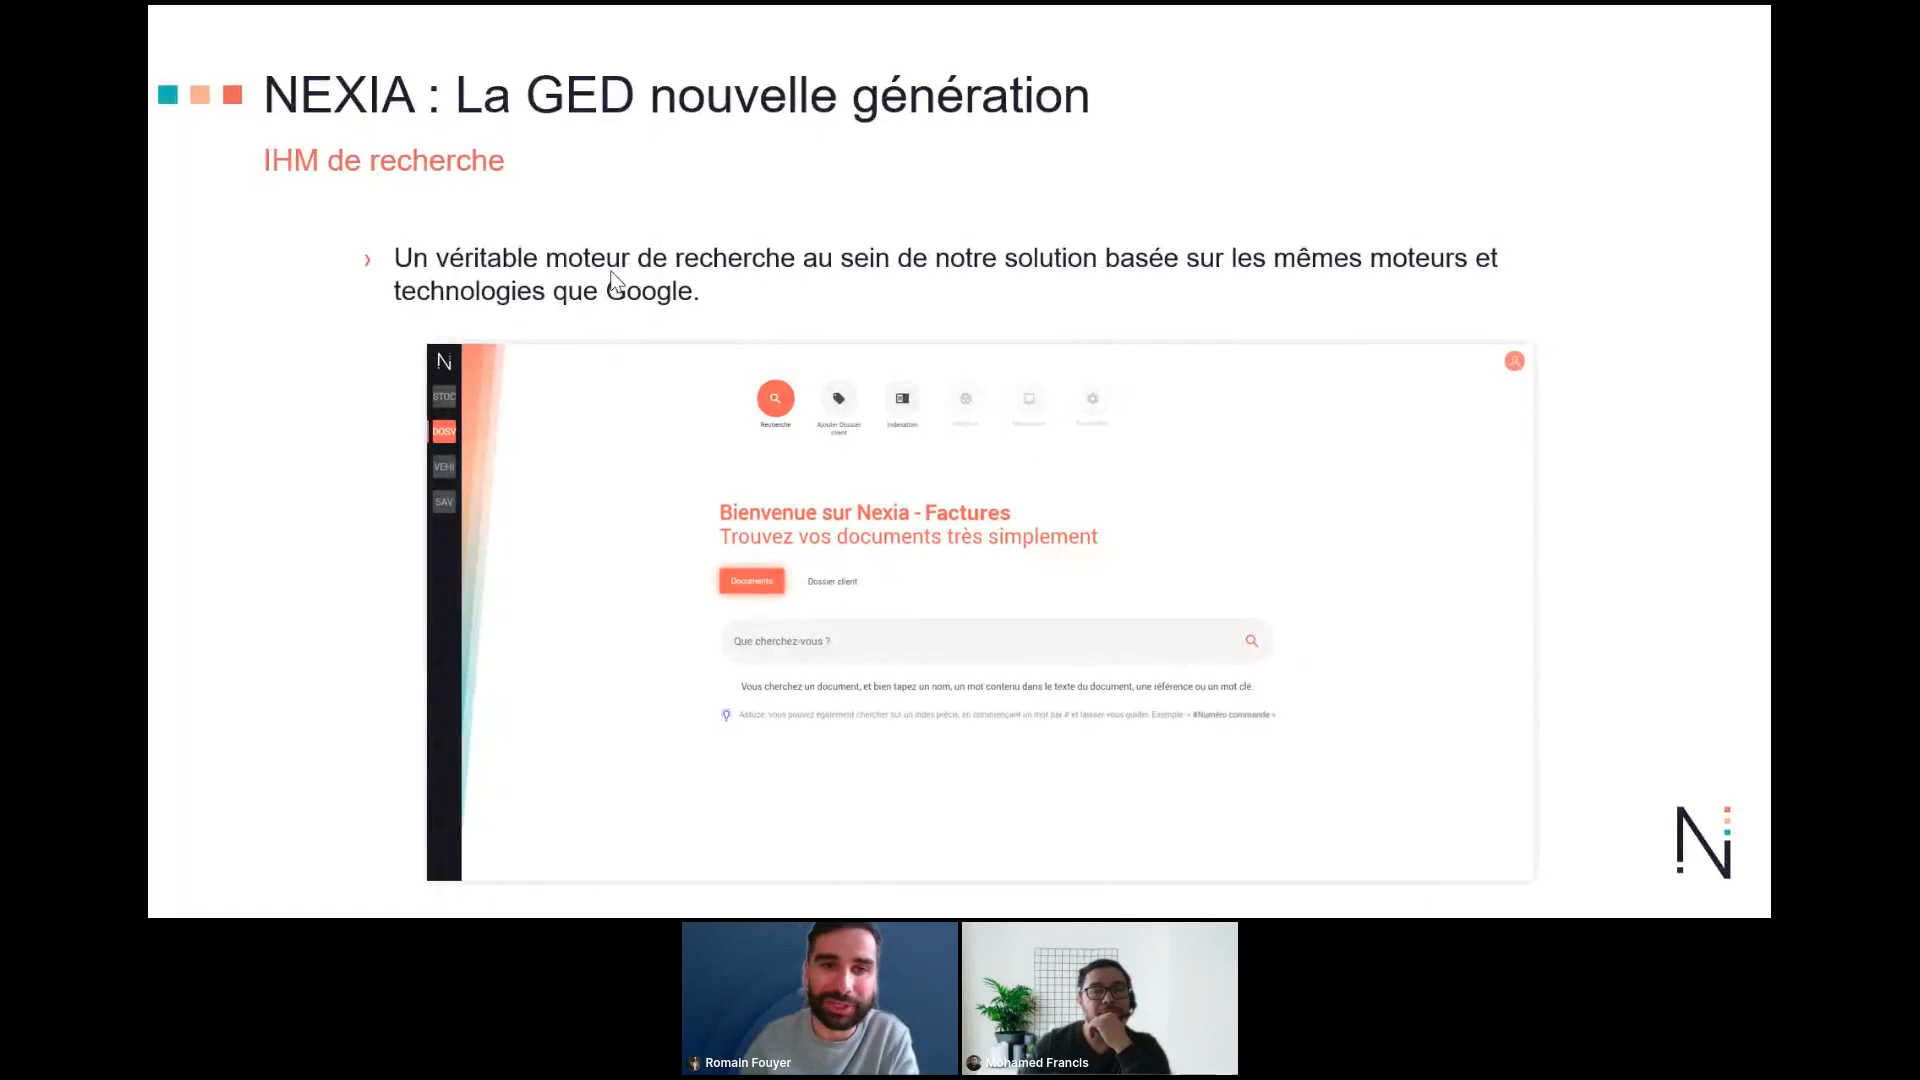 NEXIA : La GED nouvelle génération
IHM de recherche
› Un véritable moteur de recherche au sein de notre solution basée sur les mêmes moteurs et
technologies que Google.
N
STOC
DOSV
VEHI
SAV
Recherche
Ajouter Dossier
client
Indexation
Bienvenue sur Nexia - Factures
Trouvez vos documents très simplement
Documents
Dossier client
Que cherchez-vous ?
Vous cherchez un document, et bien tapez un nom, un mot contenu dans le texte du document, une référence ou un mot clé.
Astuce: vous pouvez également chercher sur un index précis, en commençant un mot par # et laisser vous guider. Exemple: « #Numéro commande »
N
Romain Fouyer
Mohamed Francis